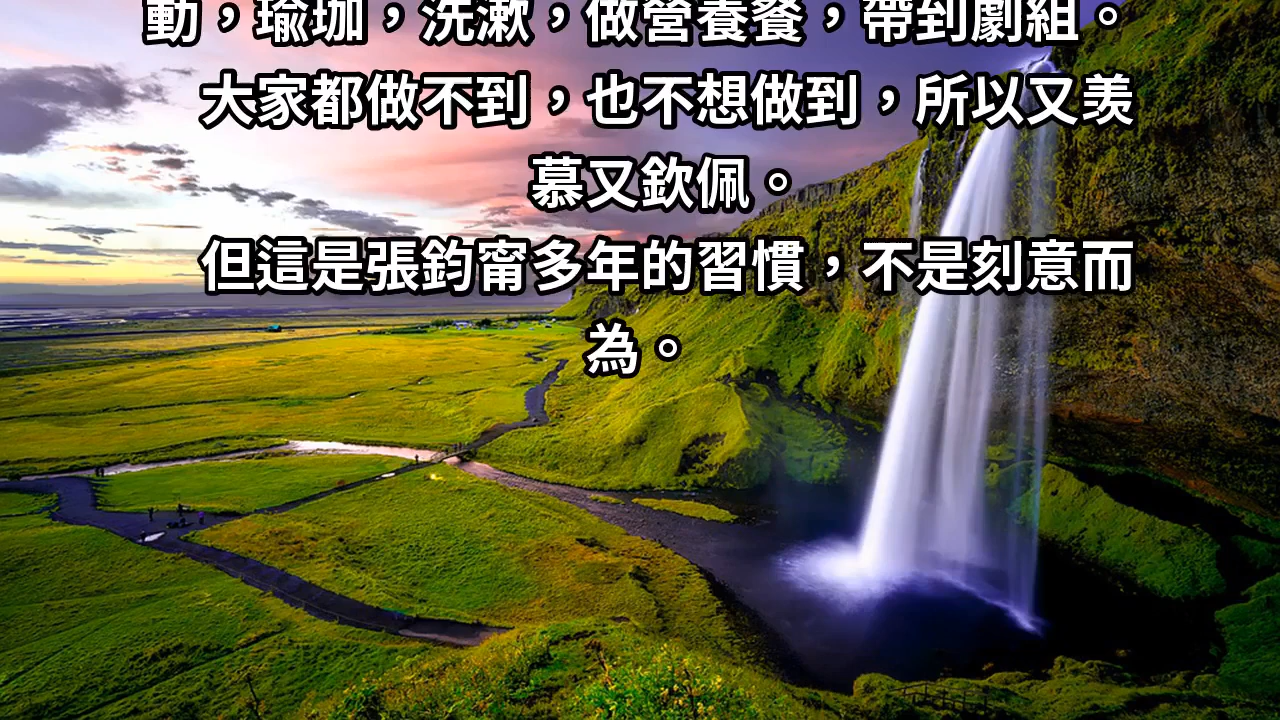 動，瑜珈，洗漱，做營養餐，帶到劇組。
大家都做不到，也不想做到，所以又羨
慕又欽佩。
但這是張鈞甯多年的習慣，不是刻意而
為。